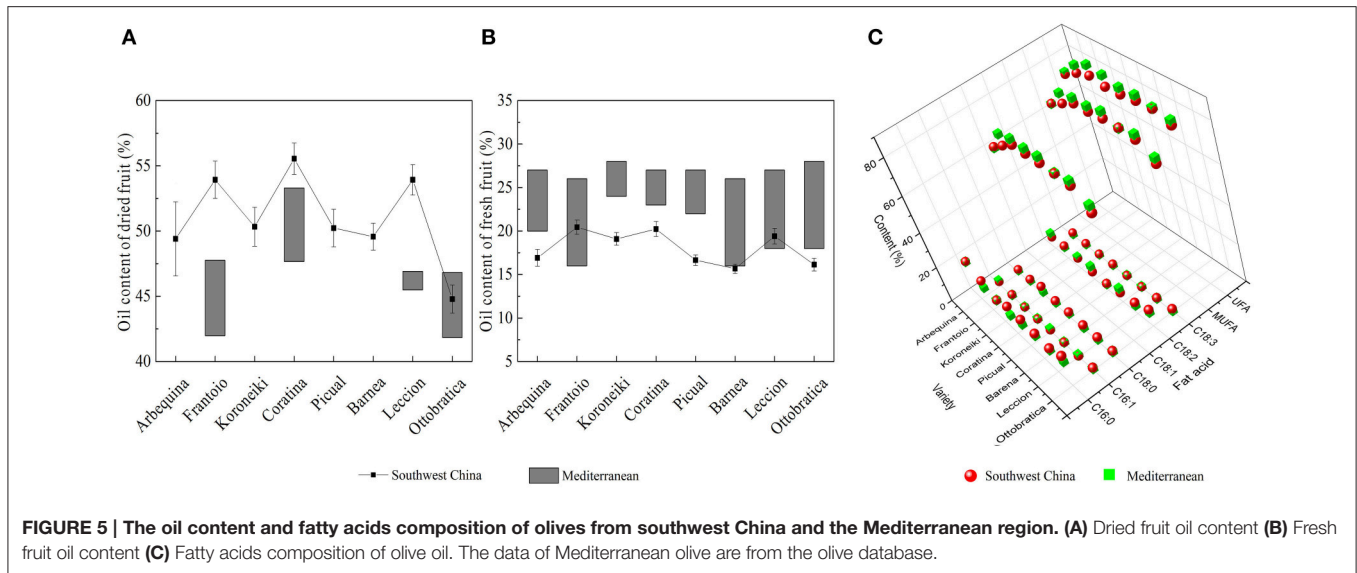 A
B
C
Oil content of dried fruit (%)
60
55
50
45
40
Arbequina
Frantoio
Koroneiki
Coratina
Picual
Barnea
Leccion
Ottobratica
Southwest China
Mediterranean
Oil content of fresh fruit (%)
35
30
25
20
15
10
5
Arbequina
Frantoio
Koroneiki
Coratina
Picual
Barnea
Leccion
Ottobratica
Southwest China
Mediterranean
Content (%)
80
60
40
20
0
Arbequina
Frantoio
Koroneiki
Coratina
Picual
Barena
Leccion
Ottobratica
Variety
C16:0
C16:1
C18:0
C18:1
C18:2
C18:3
MUFA
UFA
Fat acid
Southwest China
Mediterranean
FIGURE 5 | The oil content and fatty acids composition of olives from southwest China and the Mediterranean region. (A) Dried fruit oil content (B) Fresh
fruit oil content (C) Fatty acids composition of olive oil. The data of Mediterranean olive are from the olive database.